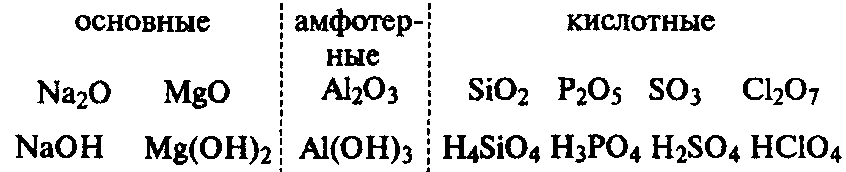 основные амфотер- кислотные
ные
Na₂O MgO Al₂O₃ SiO₂ P₂O₅ SO₃ Cl₂O₇
NaOH Mg(OH)₂ Al(OH)₃ H₄SiO₄ H₃PO₄ H₂SO₄ HClO₄